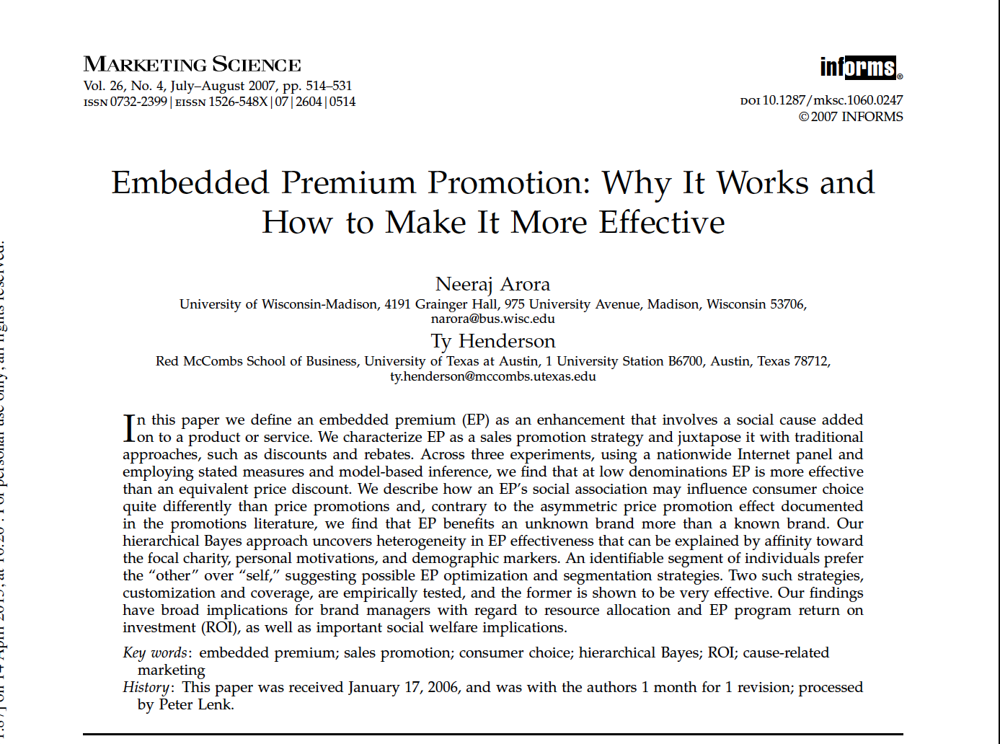 MARKETING SCIENCE
Vol. 26, No. 4, July–August 2007, pp. 514–531
ISSN 0732-2399 | EISSN 1526-548X | 07 | 2604 | 0514
informs®
DOI 10.1287/mksc.1060.0247
© 2007 INFORMS
Embedded Premium Promotion: Why It Works and
How to Make It More Effective
Neeraj Arora
University of Wisconsin-Madison, 4191 Grainger Hall, 975 University Avenue, Madison, Wisconsin 53706,
narora@bus.wisc.edu
Ty Henderson
Red McCombs School of Business, University of Texas at Austin, 1 University Station B6700, Austin, Texas 78712,
ty.henderson@mccombs.utexas.edu
In this paper we define an embedded premium (EP) as an enhancement that involves a social cause added
on to a product or service. We characterize EP as a sales promotion strategy and juxtapose it with traditional
approaches, such as discounts and rebates. Across three experiments, using a nationwide Internet panel and
employing stated measures and model-based inference, we find that at low denominations EP is more effective
than an equivalent price discount. We describe how an EP's social association may influence consumer choice
quite differently than price promotions and, contrary to the asymmetric price promotion effect documented
in the promotions literature, we find that EP benefits an unknown brand more than a known brand. Our
hierarchical Bayes approach uncovers heterogeneity in EP effectiveness that can be explained by affinity toward
the focal charity, personal motivations, and demographic markers. An identifiable segment of individuals prefer
the “other” over “self,” suggesting possible EP optimization and segmentation strategies. Two such strategies,
customization and coverage, are empirically tested, and the former is shown to be very effective. Our findings
have broad implications for brand managers with regard to resource allocation and EP program return on
investment (ROI), as well as important social welfare implications.
Key words: embedded premium; sales promotion; consumer choice; hierarchical Bayes; ROI; cause-related
marketing
History: This paper was received January 17, 2006, and was with the authors 1 month for 1 revision; processed
by Peter Lenk.
on 14 April 2015, at 10:20 . For personal use only, all rights reserved.